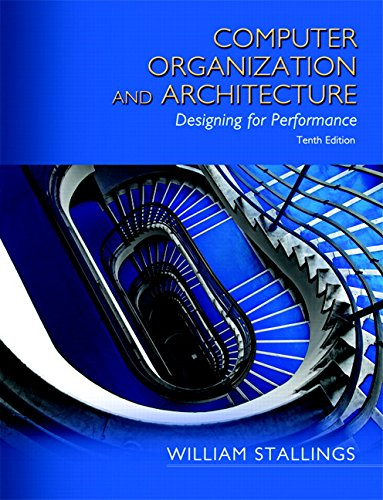 COMPUTER
ORGANIZATION
AND ARCHITECTURE
Designing for Performance
Tenth Edition
WILLIAM STALLINGS